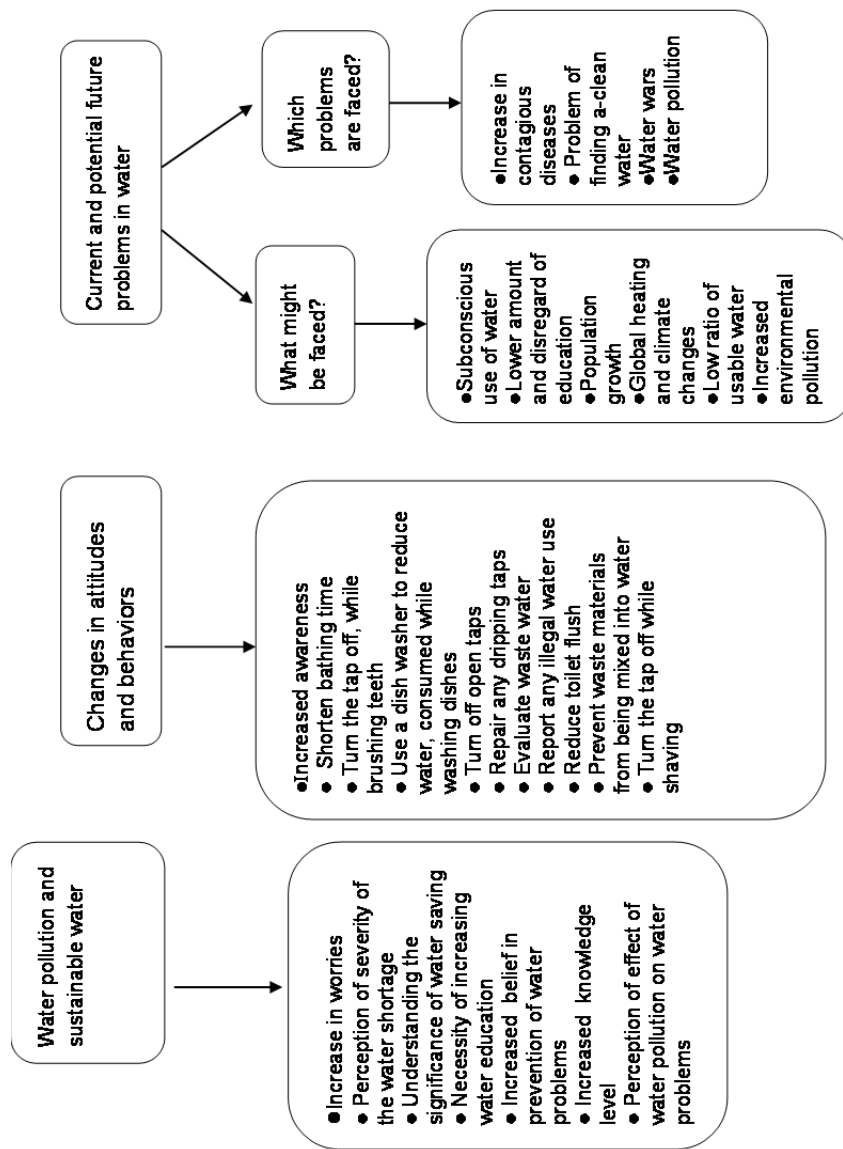 Water pollution and
sustainable water
●Increase in worries
● Perception of severity of
the water shortage
● Understanding the
significance of water saving
● Necessity of increasing
water education
● Increased belief in
prevention of water
problems
● Increased knowledge
level
● Perception of effect of
water pollution on water
problems
Changes in attitudes
and behaviors
●Increased awareness
● Shorten bathing time
● Turn the tap off, while
brushing teeth
● Use a dish washer to reduce
water, consumed while
washing dishes
● Turn off open taps
● Repair any dripping taps
● Evaluate waste water
● Report any illegal water use
● Reduce toilet flush
● Prevent waste materials
from being mixed into water
● Turn the tap off while
shaving
Current and potential future
problems in water
What might
be faced?
●Subconscious
use of water
● Lower amount
and disregard of
education
●Population
growth
●Global heating
and climate
changes
●Low ratio of
usable water
●Increased
environmental
pollution
Which
problems
are faced?
●Increase in
contagious
diseases
● Problem of
finding a-clean
water
●Water wars
●Water pollution